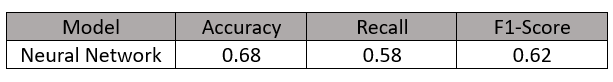 Model Accuracy Recall F1-Score
Neural Network 0.68 0.58 0.62